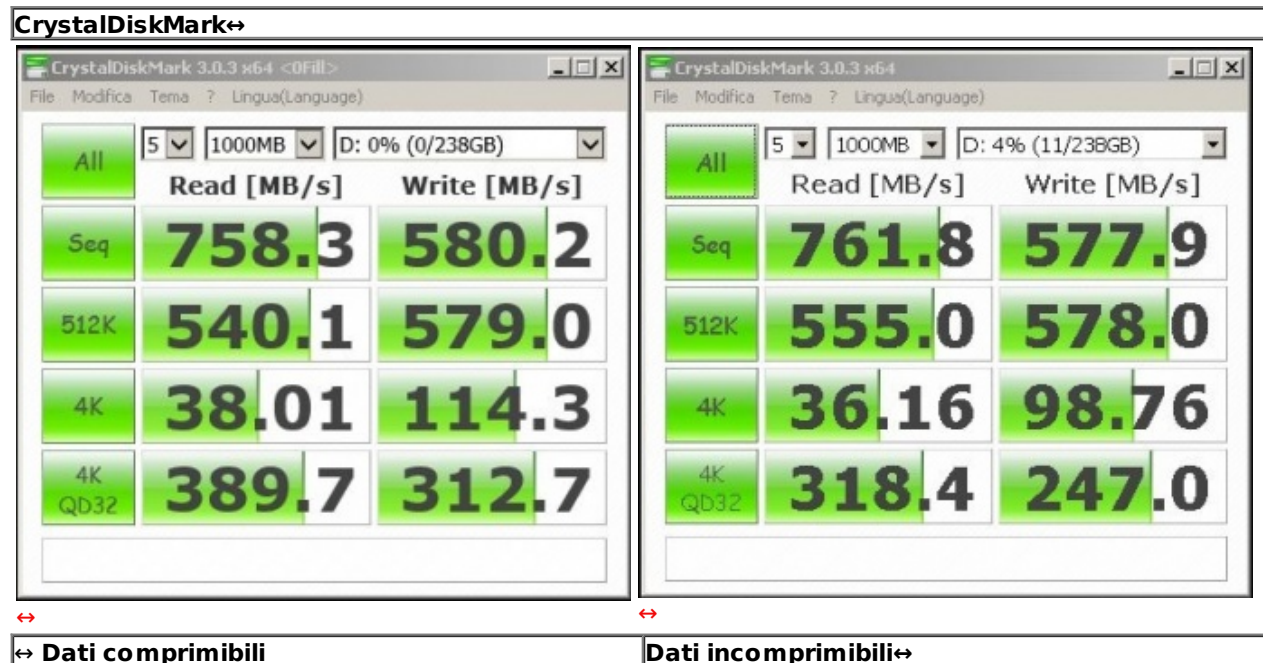 CrystalDiskMark↔
CrystalDiskMark 3.0.3 x64 <0Fill>
File Modifica Tema ? Lingua(Language)
All 5 1000MB D: 0% (0/238GB)
Read [MB/s] Write [MB/s]
Seq 758.3 580.2
512K 540.1 579.0
4K 38.01 114.3
4K QD32 389.7 312.7
CrystalDiskMark 3.0.3 x64
File Modifica Tema ? Lingua(Language)
All 5 1000MB D: 4% (11/238GB)
Read [MB/s] Write [MB/s]
Seq 761.8 577.9
512K 555.0 578.0
4K 36.16 98.76
4K QD32 318.4 247.0
↔ ↔
↔ Dati comprimibili
Dati incomprimibili↔